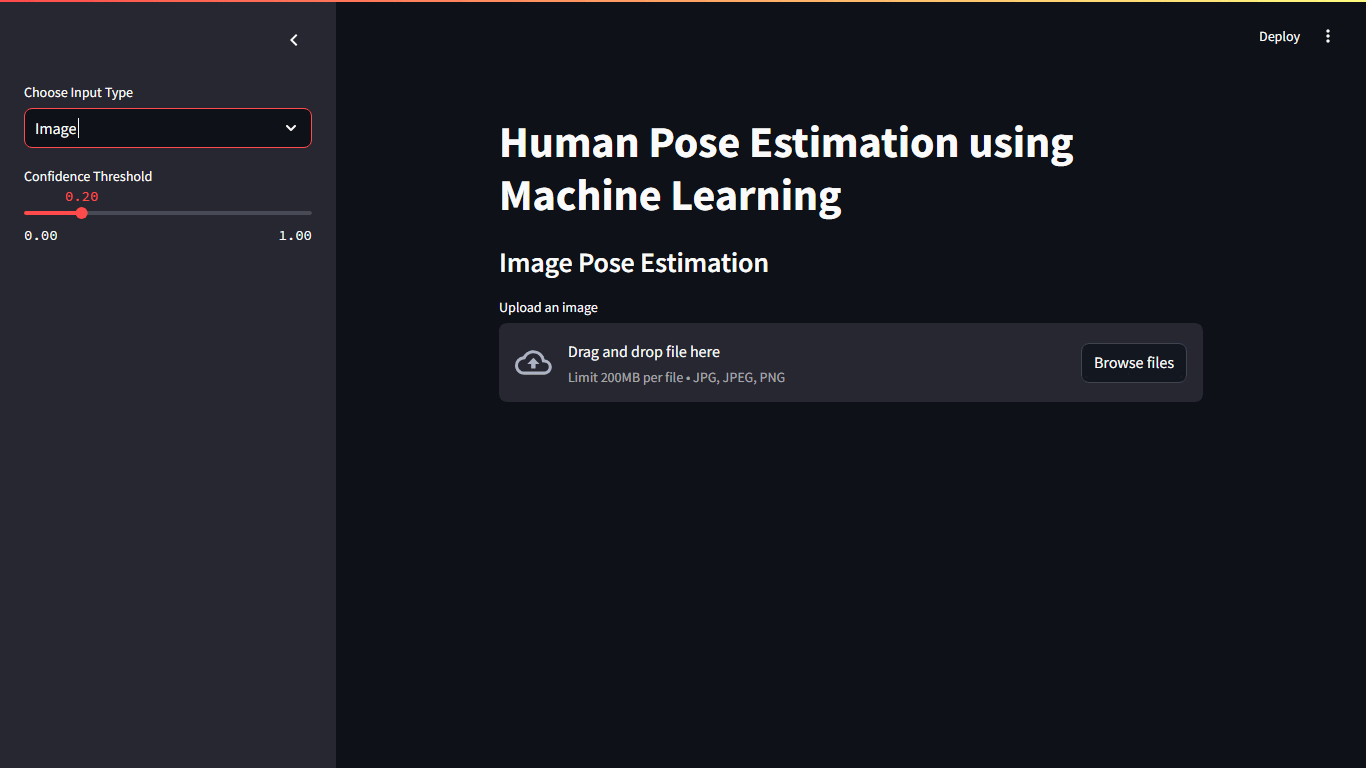 Deploy
Choose Input Type
Image
Confidence Threshold
0.20
0.00 1.00
Human Pose Estimation using
Machine Learning
Image Pose Estimation
Upload an image
Drag and drop file here
Limit 200MB per file • JPG, JPEG, PNG
Browse files